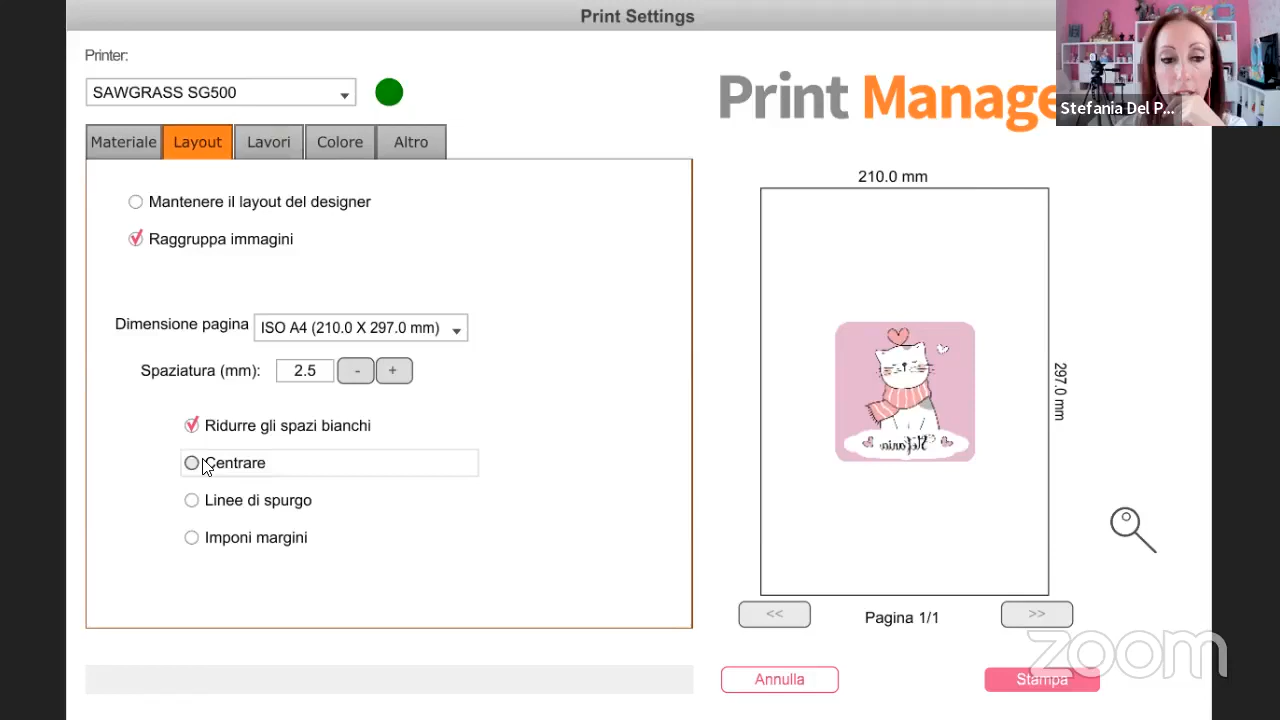 Print Settings
Printer:
SAWGRASS SG500
Print Manage
Stefania Del P...
Materiale
Layout
Lavori
Colore
Altro
Mantenere il layout del designer
Raggruppa immagini
Dimensione pagina
ISO A4 (210.0 X 297.0 mm)
Spaziatura (mm):
2.5
-
+
Ridurre gli spazi bianchi
Centrare
Linee di spurgo
Imponi margini
210.0 mm
297.0 mm
Stefania
<<
Pagina 1/1
>>
zoom
Annulla
Stampa